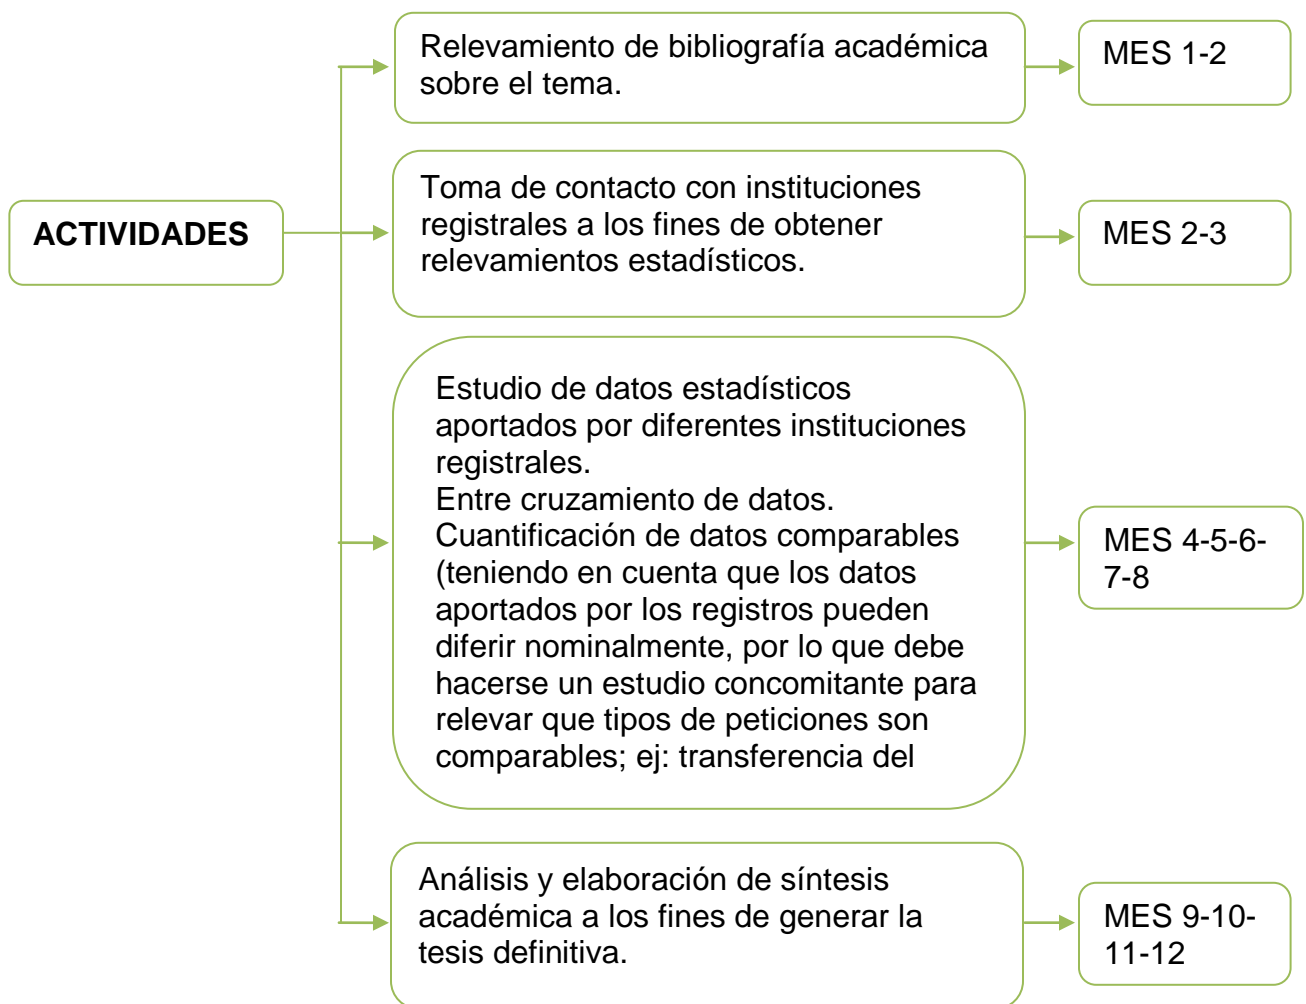 Relevamiento de bibliografía académica
sobre el tema.
MES 1-2
ACTIVIDADES
Toma de contacto con instituciones
registrales a los fines de obtener
relevamientos estadísticos.
MES 2-3
Estudio de datos estadísticos
aportados por diferentes instituciones
registrales.
Entre cruzamiento de datos.
Cuantificación de datos comparables
(teniendo en cuenta que los datos
aportados por los registros pueden
diferir nominalmente, por lo que debe
hacerse un estudio concomitante para
relevar que tipos de peticiones son
comparables; ej: transferencia del
MES 4-5-6-
7-8
Análisis y elaboración de síntesis
académica a los fines de generar la
tesis definitiva.
MES 9-10-
11-12